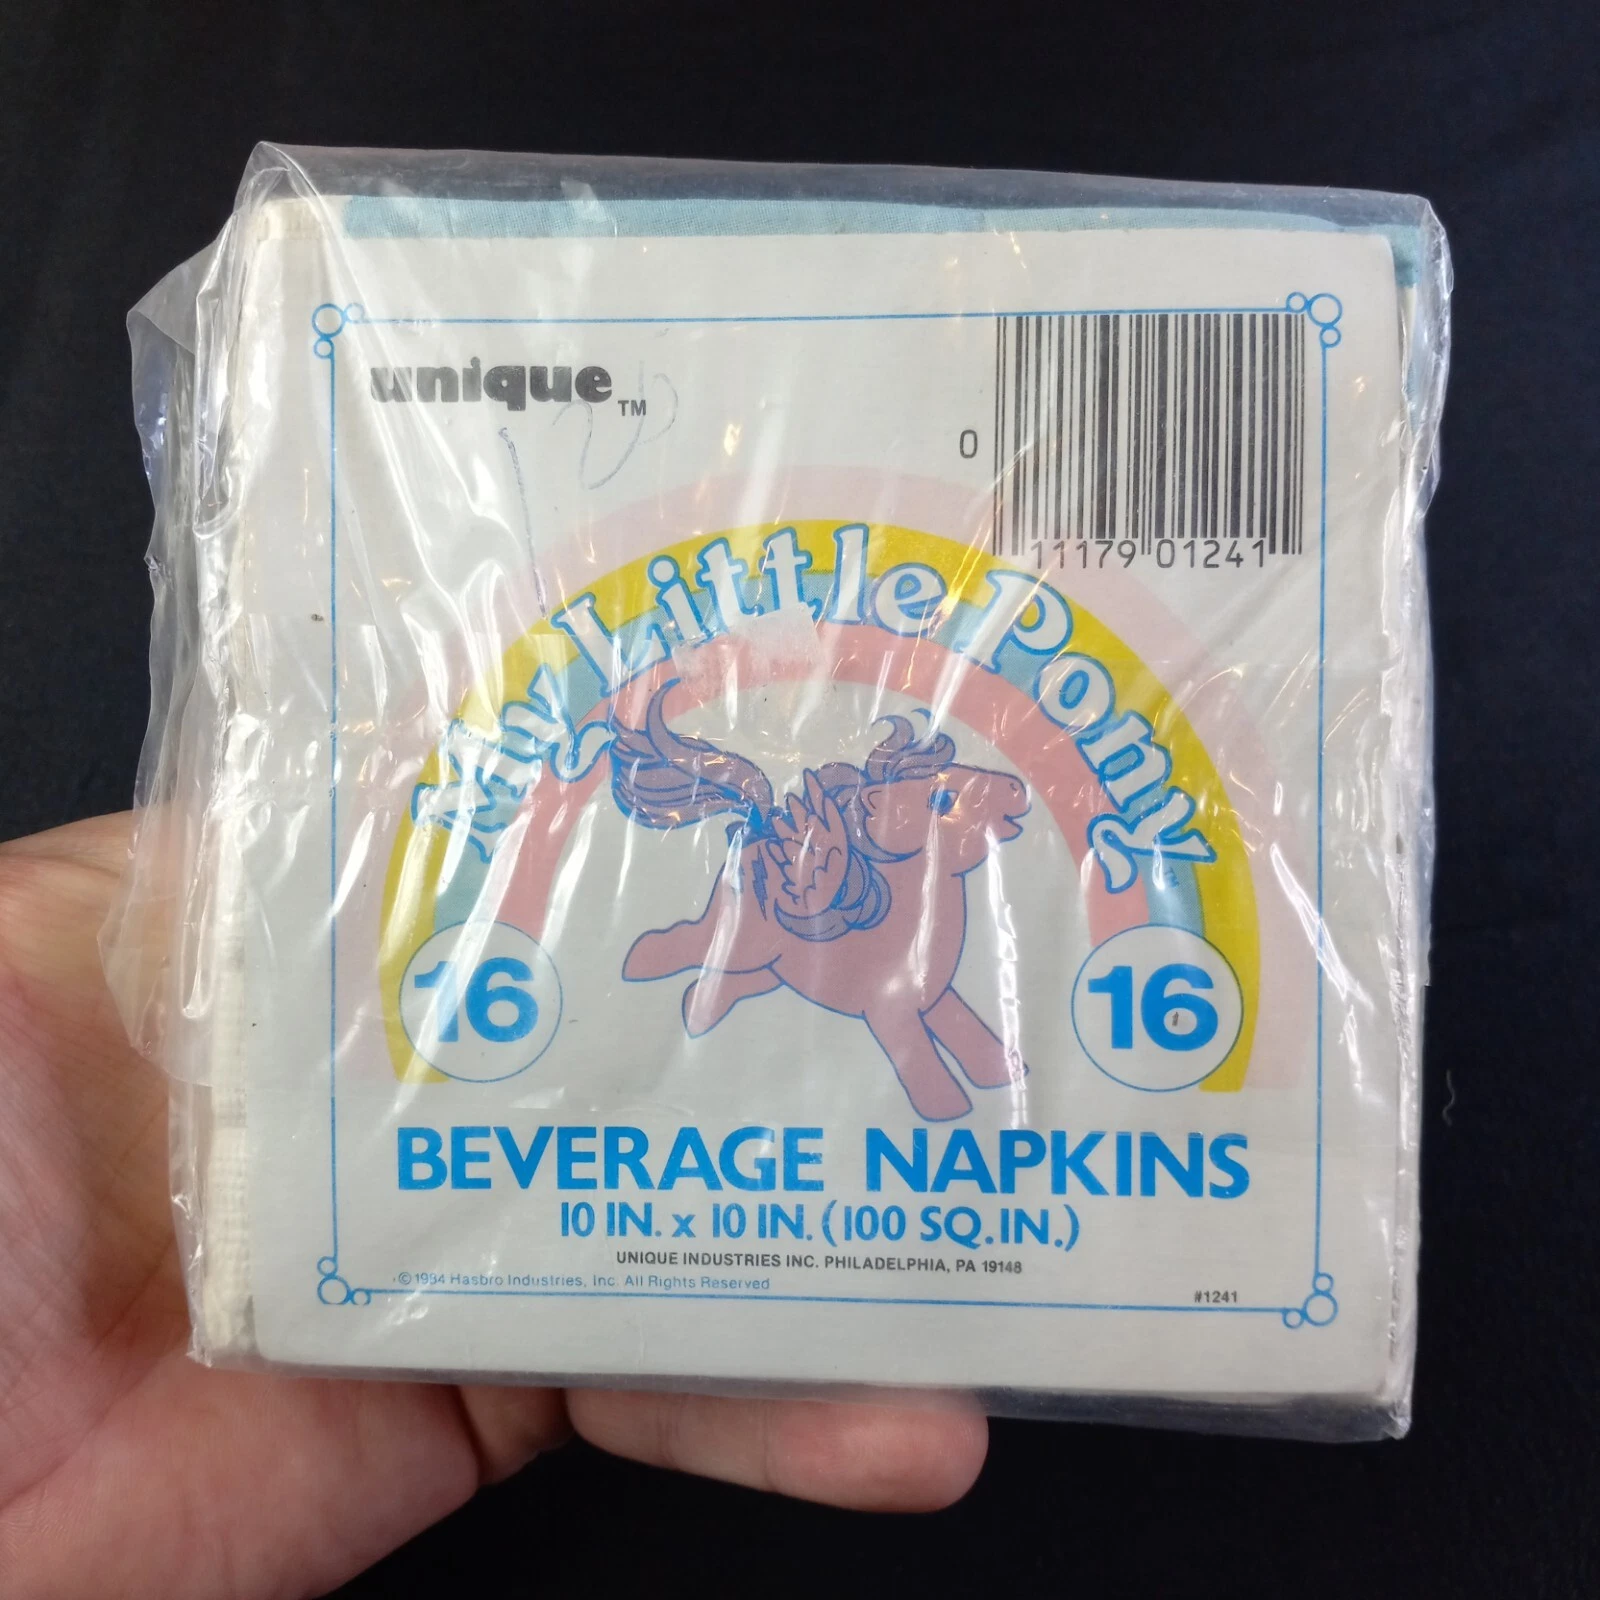 unique™
0
11179 01241
My Little Pony™
16
16
BEVERAGE NAPKINS
10 IN. x 10 IN. (100 SQ. IN.)
UNIQUE INDUSTRIES INC. PHILADELPHIA, PA 19148
© 1984 Hasbro Industries, Inc. All Rights Reserved
#1241